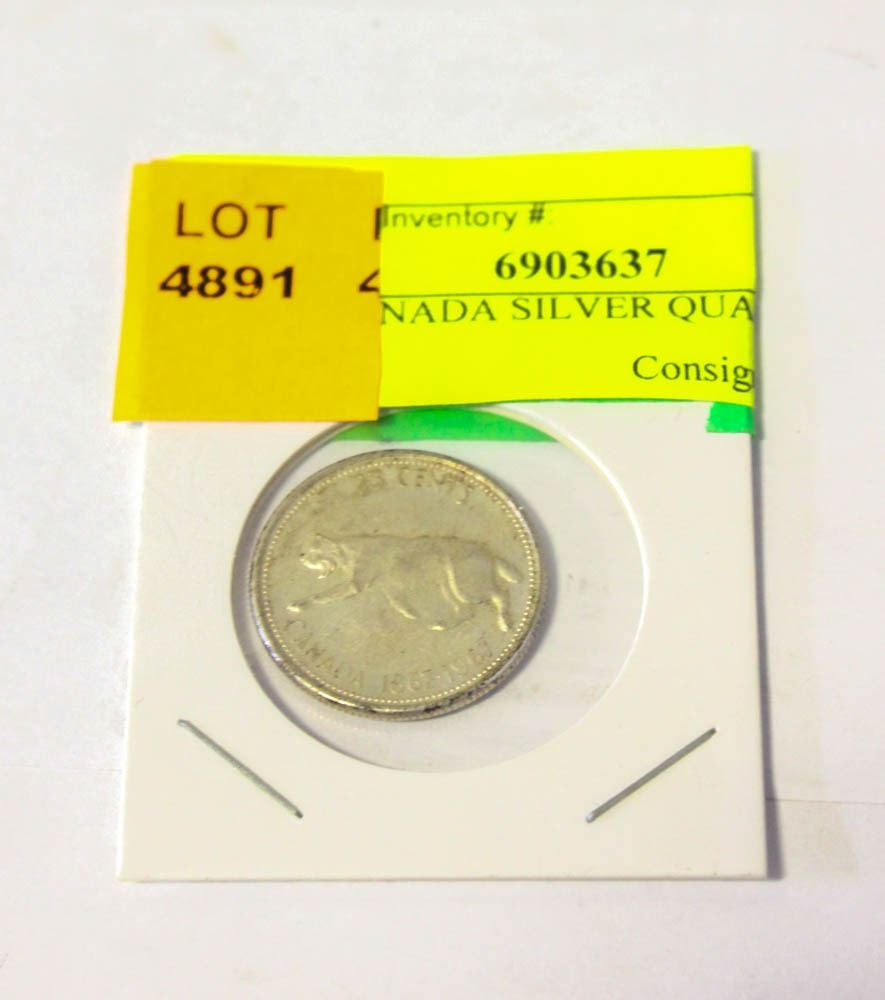 LOT
4891
Inventory #:
6903637
NADA SILVER QUA
Consig
25 CENTS
CANADA 1867-1967